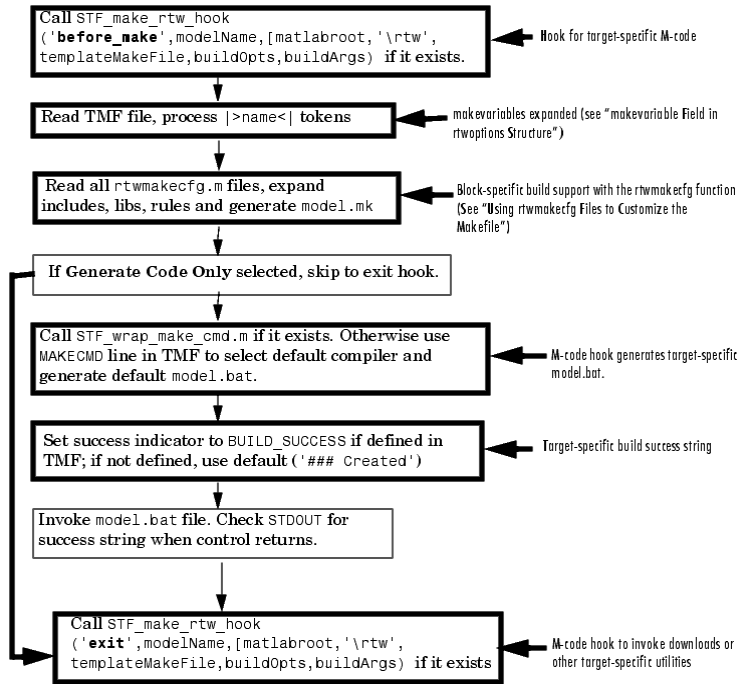 Call STF_make_rtw_hook
('before_make',modelName,[matlabroot,'\rtw',
templateMakeFile,buildOpts,buildArgs) if it exists.
Hook for target-specific M-code
Read TMF file, process |>name<| tokens
makevariables expanded (see “makevariable Field in
rtwoptions Structure”)
Read all rtwmakecfg.m files, expand
includes, libs, rules and generate model.mk
Block-specific build support with the rtwmakecfg function
(See “Using rtwmakecfg Files to Customize the
Makefile”)
If Generate Code Only selected, skip to exit hook.
Call STF_wrap_make_cmd.m if it exists. Otherwise use
MAKECMD line in TMF to select default compiler and
generate default model.bat.
M-code hook generates target-specific
model.bat.
Set success indicator to BUILD_SUCCESS if defined in
TMF; if not defined, use default ('### Created')
Target-specific build success string
Invoke model.bat file. Check STDOUT for
success string when control returns.
Call STF_make_rtw_hook
('exit',modelName,[matlabroot,'\rtw',
templateMakeFile,buildOpts,buildArgs) if it exists
M-code hook to invoke downloads or
other target-specific utilities